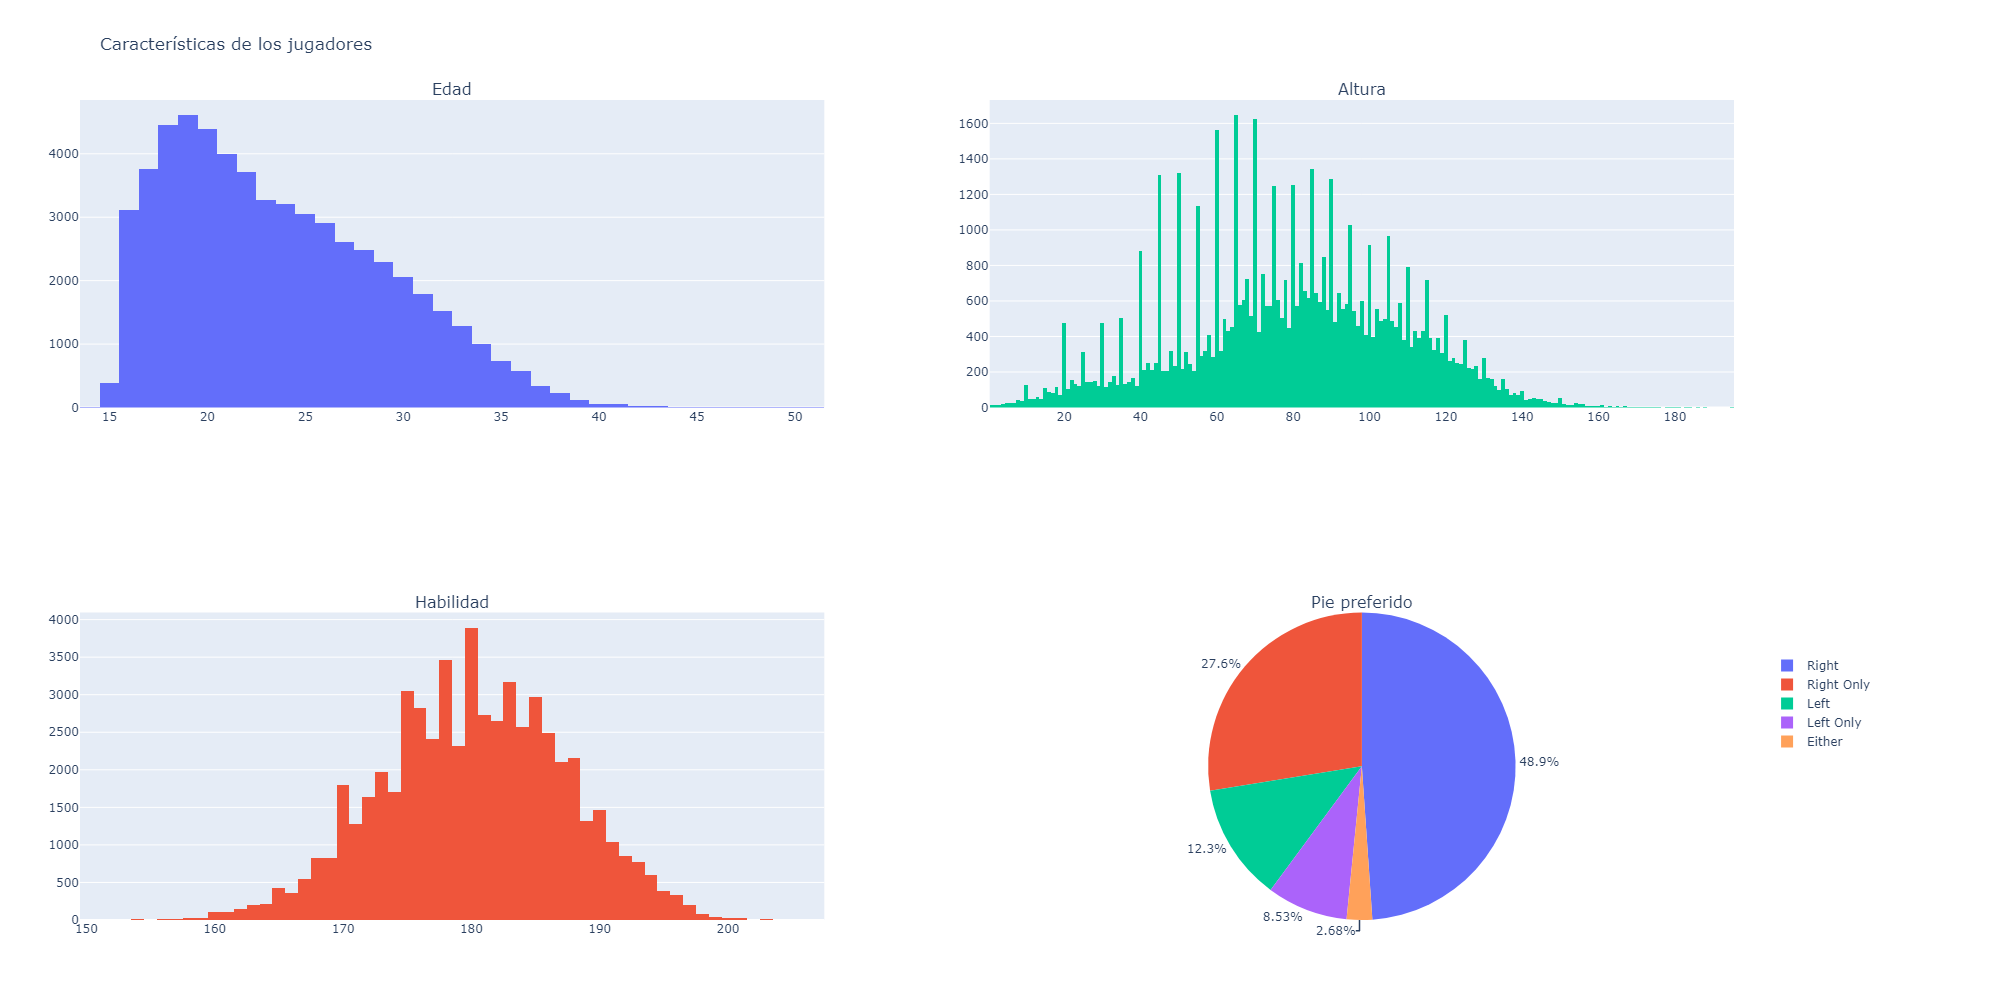 Características de los jugadores
Edad
4000
3000
2000
1000
0
15 20 25 30 35 40 45 50
Altura
1600
1400
1200
1000
800
600
400
200
0
20 40 60 80 100 120 140 160 180
Habilidad
4000
3500
3000
2500
2000
1500
1000
500
0
150 160 170 180 190 200
Pie preferido
27.6%
48.9%
12.3%
8.53%
2.68%
Right
Right Only
Left
Left Only
Either